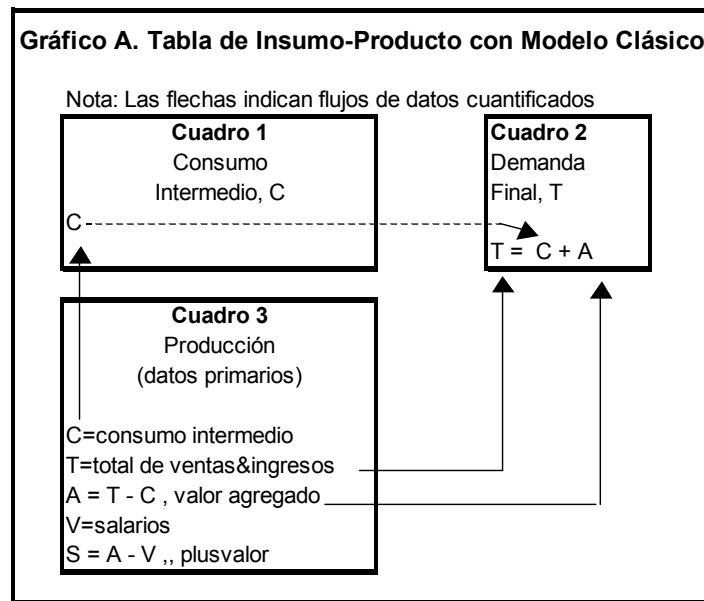 Gráfico A. Tabla de Insumo-Producto con Modelo Clásico
Nota: Las flechas indican flujos de datos cuantificados
Cuadro 1
Consumo
Intermedio, C
C
Cuadro 2
Demanda
Final, T
T = C + A
Cuadro 3
Producción
(datos primarios)
C=consumo intermedio
T=total de ventas&ingresos
A = T - C , valor agregado
V=salarios
S = A - V ,, plusvalor